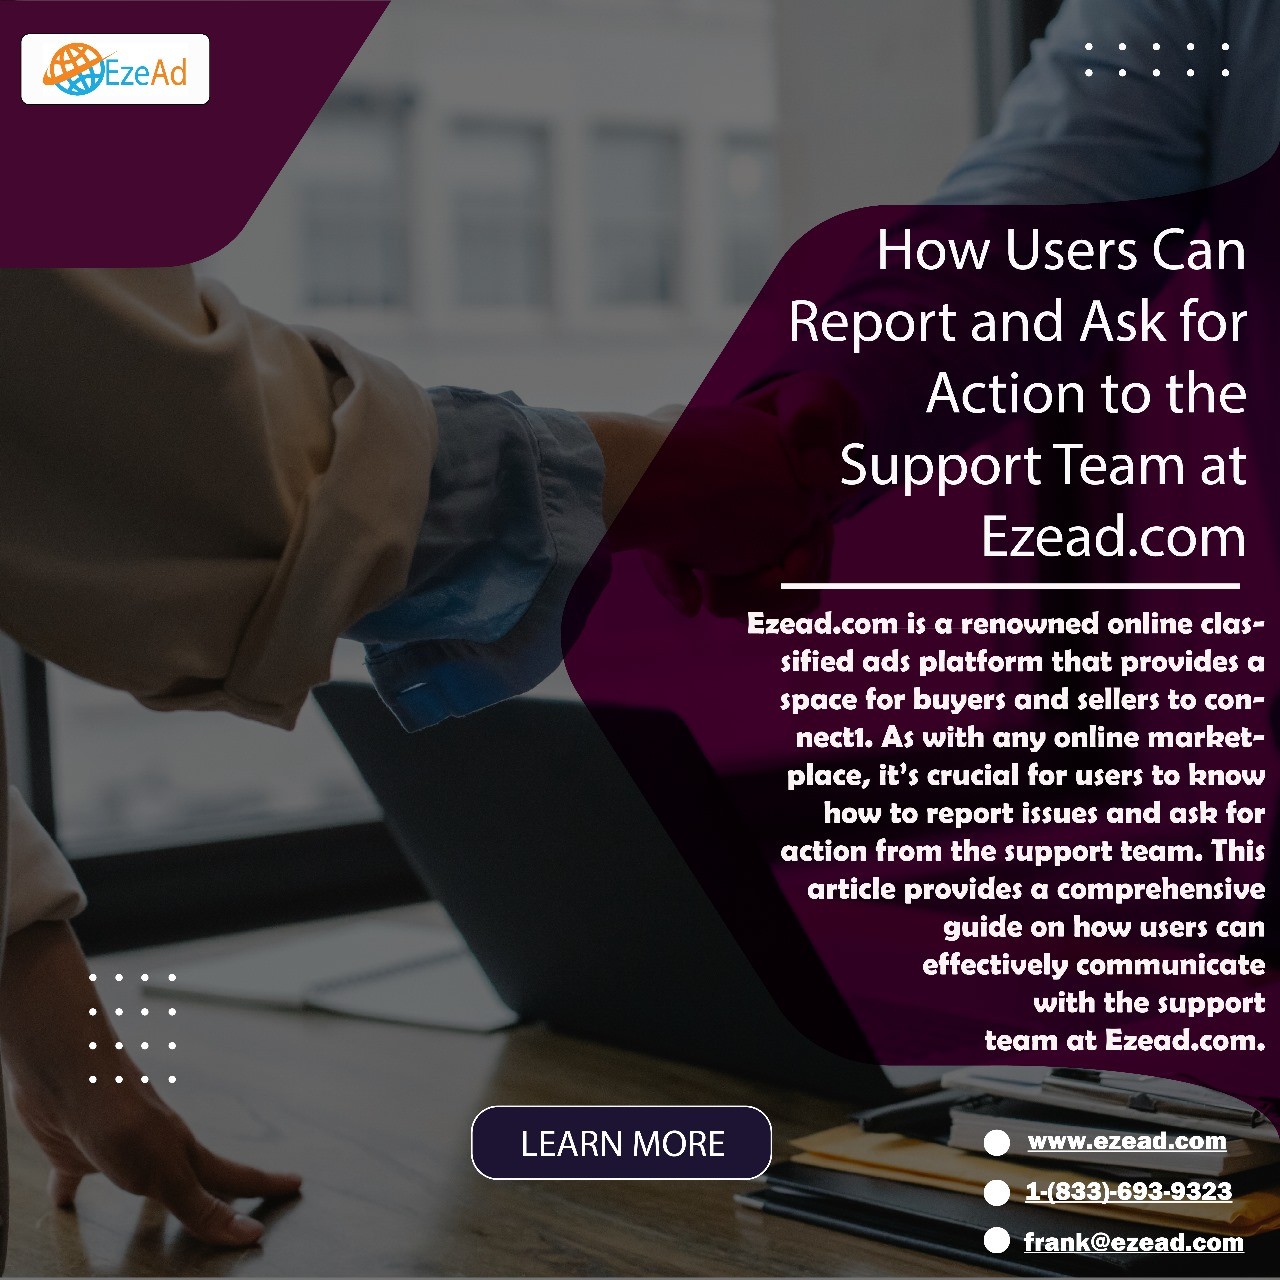 EzeAd
How Users Can
Report and Ask for
Action to the
Support Team at
Ezead.com
Ezead.com is a renowned online clas-
sified ads platform that provides a
space for buyers and sellers to con-
nect1. As with any online market-
place, it's crucial for users to know
how to report issues and ask for
action from the support team. This
article provides a comprehensive
guide on how users can
effectively communicate
with the support
team at Ezead.com.
LEARN MORE
www.ezead.com
1-(833)-693-9323
frank@ezead.com